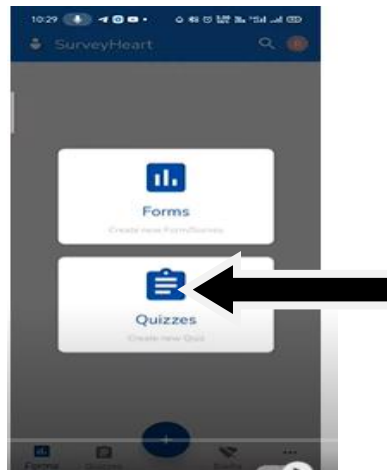 10:29
SurveyHeart
Forms
Create new Form/Survey
Quizzes
Create new Quiz
Forms